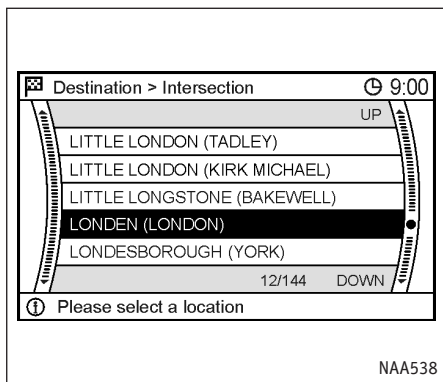 Destination > Intersection 9:00
UP
LITTLE LONDON (TADLEY)
LITTLE LONDON (KIRK MICHAEL)
LITTLE LONGSTONE (BAKEWELL)
LONDEN (LONDON)
LONDESBOROUGH (YORK)
12/144 DOWN
Please select a location
NAA538